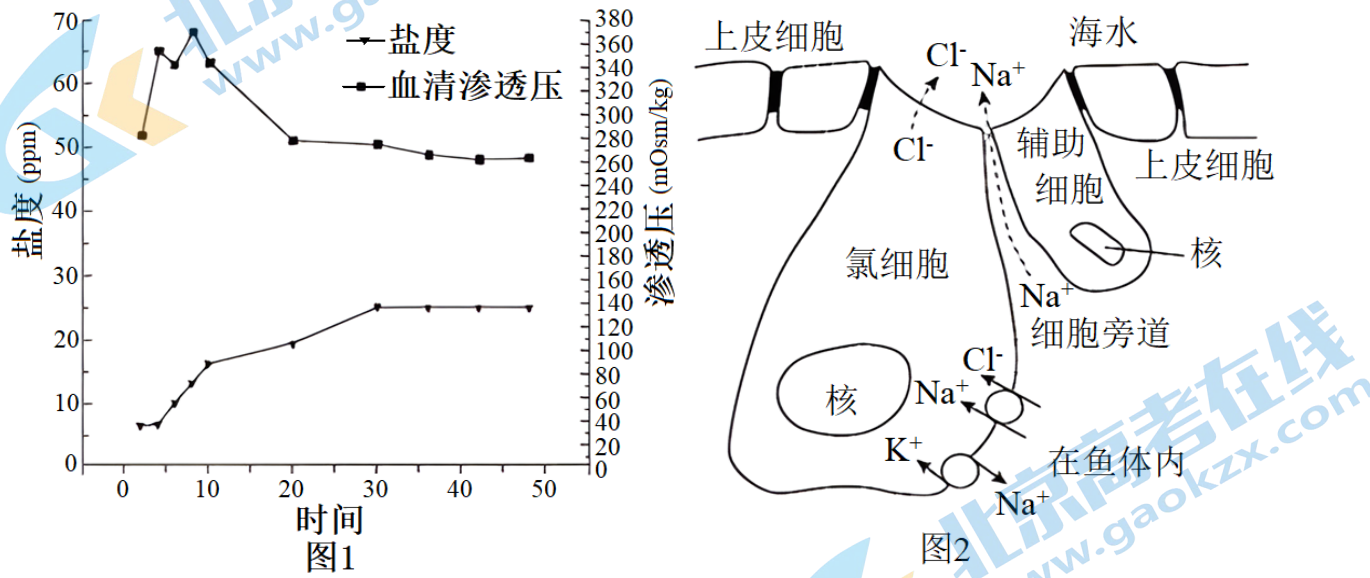 北京高考在线
www.gaokzx.com
70
60
50
40
30
20
10
0
盐度 (ppm)
盐度
血清渗透压
380
360
340
320
300
280
260
240
220
200
180
160
140
120
100
80
60
40
20
0
渗透压 (mOsm/kg)
0 10 20 30 40 50
时间
图1
上皮细胞
海水
Cl-
Na+
Cl-
辅助
细胞
上皮细胞
核
氯细胞
Na+
细胞旁道
Cl-
Na+
核
K+
在鱼体内
Na+
图2